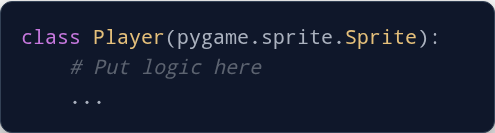 class Player(pygame.sprite.Sprite):
    # Put logic here
    ...